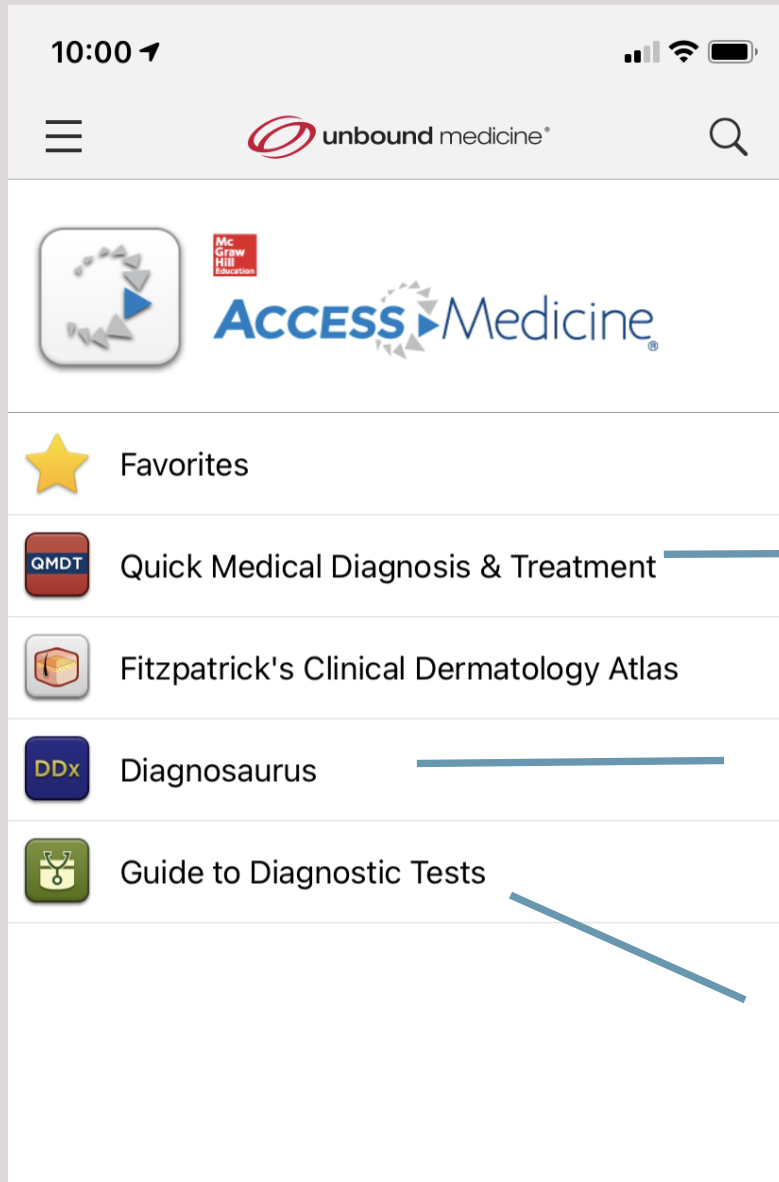 10:00
unbound medicine®
Mc
Graw
Hill
Education
ACCESS Medicine®
Favorites
QMDT
Quick Medical Diagnosis & Treatment
Fitzpatrick's Clinical Dermatology Atlas
DDx
Diagnosaurus
Guide to Diagnostic Tests